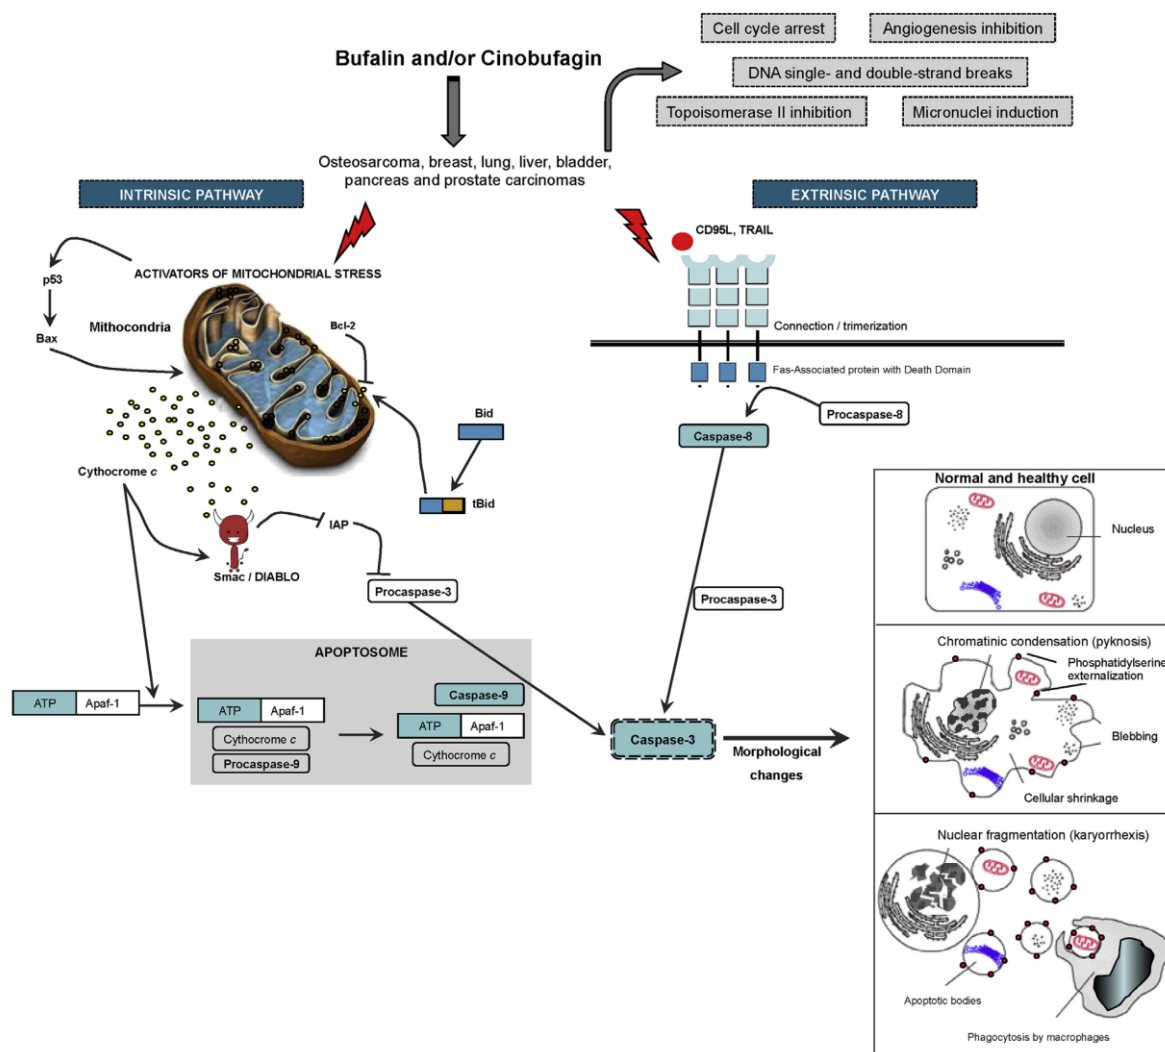 Cell cycle arrest
Angiogenesis inhibition
Bufalin and/or Cinobufagin
DNA single- and double-strand breaks
Topoisomerase II inhibition
Micronuclei induction
Osteosarcoma, breast, lung, liver, bladder,
pancreas and prostate carcinomas
INTRINSIC PATHWAY
EXTRINSIC PATHWAY
CD95L, TRAIL
p53
ACTIVATORS OF MITOCHONDRIAL STRESS
Mithocondria
Bcl-2
Bax
Connection / trimerization
Fas-Associated protein with Death Domain
Bid
Procaspase-8
Caspase-8
Cythocrome c
tBid
IAP
Smac / DIABLO
Procaspase-3
Procaspase-3
APOPTOSOME
Caspase-9
ATP
Apaf-1
ATP
Apaf-1
ATP
Apaf-1
Cythocrome c
Cythocrome c
Procaspase-9
Caspase-3
Morphological
changes
Normal and healthy cell
Nucleus
Chromatinic condensation (pyknosis)
Phosphatidylserine
externalization
Blebbing
Cellular shrinkage
Nuclear fragmentation (karyorrhexis)
Apoptotic bodies
Phagocytosis by macrophages